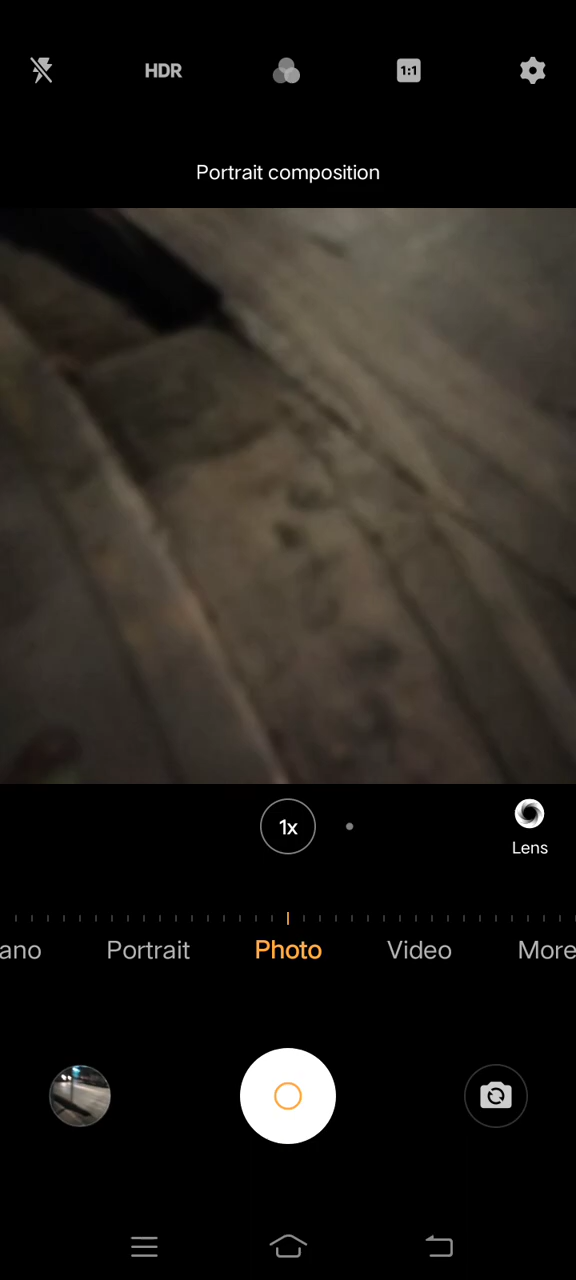 HDR
1:1
Portrait composition
1x
Lens
ano
Portrait
Photo
Video
More